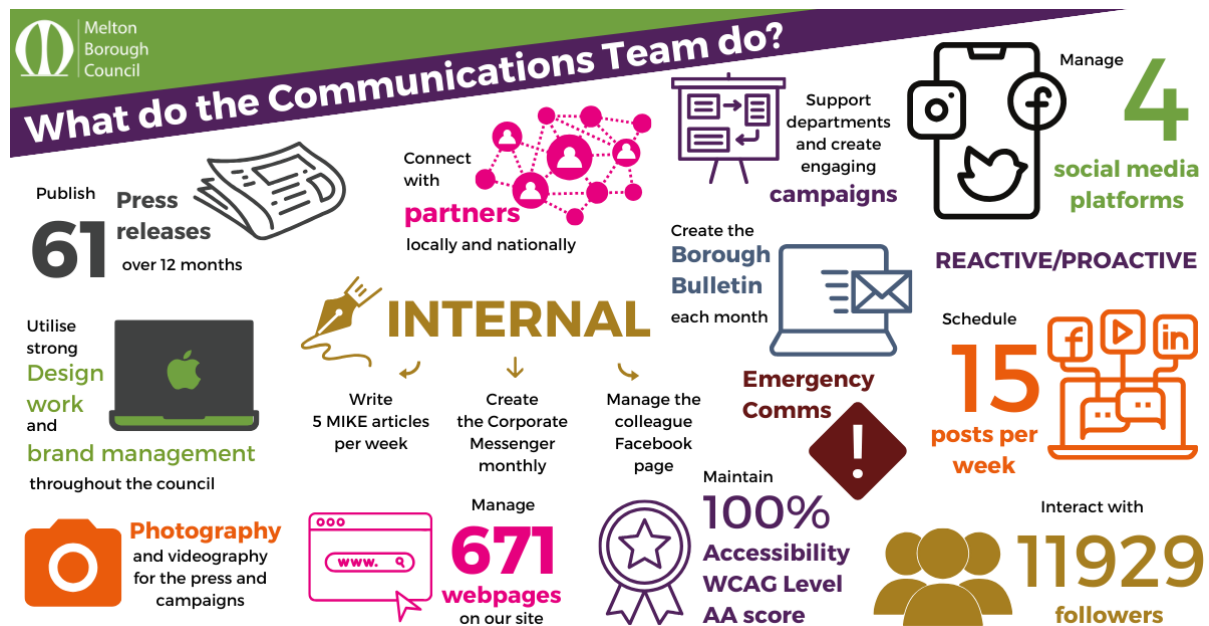 Melton
Borough
Council
What do the Communications Team do?
Publish
61
Press
releases
over 12 months
Connect
with
partners
locally and nationally
Support
departments
and create
engaging
campaigns
Manage
4
social media
platforms
Create the
Borough
Bulletin
each month
REACTIVE/PROACTIVE
Utilise
strong
Design
work
and
brand management
throughout the council
INTERNAL
Write
5 MIKE articles
per week
Create
the Corporate
Messenger
monthly
Manage the
colleague
Facebook
page
Emergency
Comms
!
Schedule
15
posts per
week
f
in
f
Photography
and videography
for the press and
campaigns
www.
Manage
671
webpages
on our site
Maintain
100%
Accessibility
WCAG Level
AA score
Interact with
11929
followers